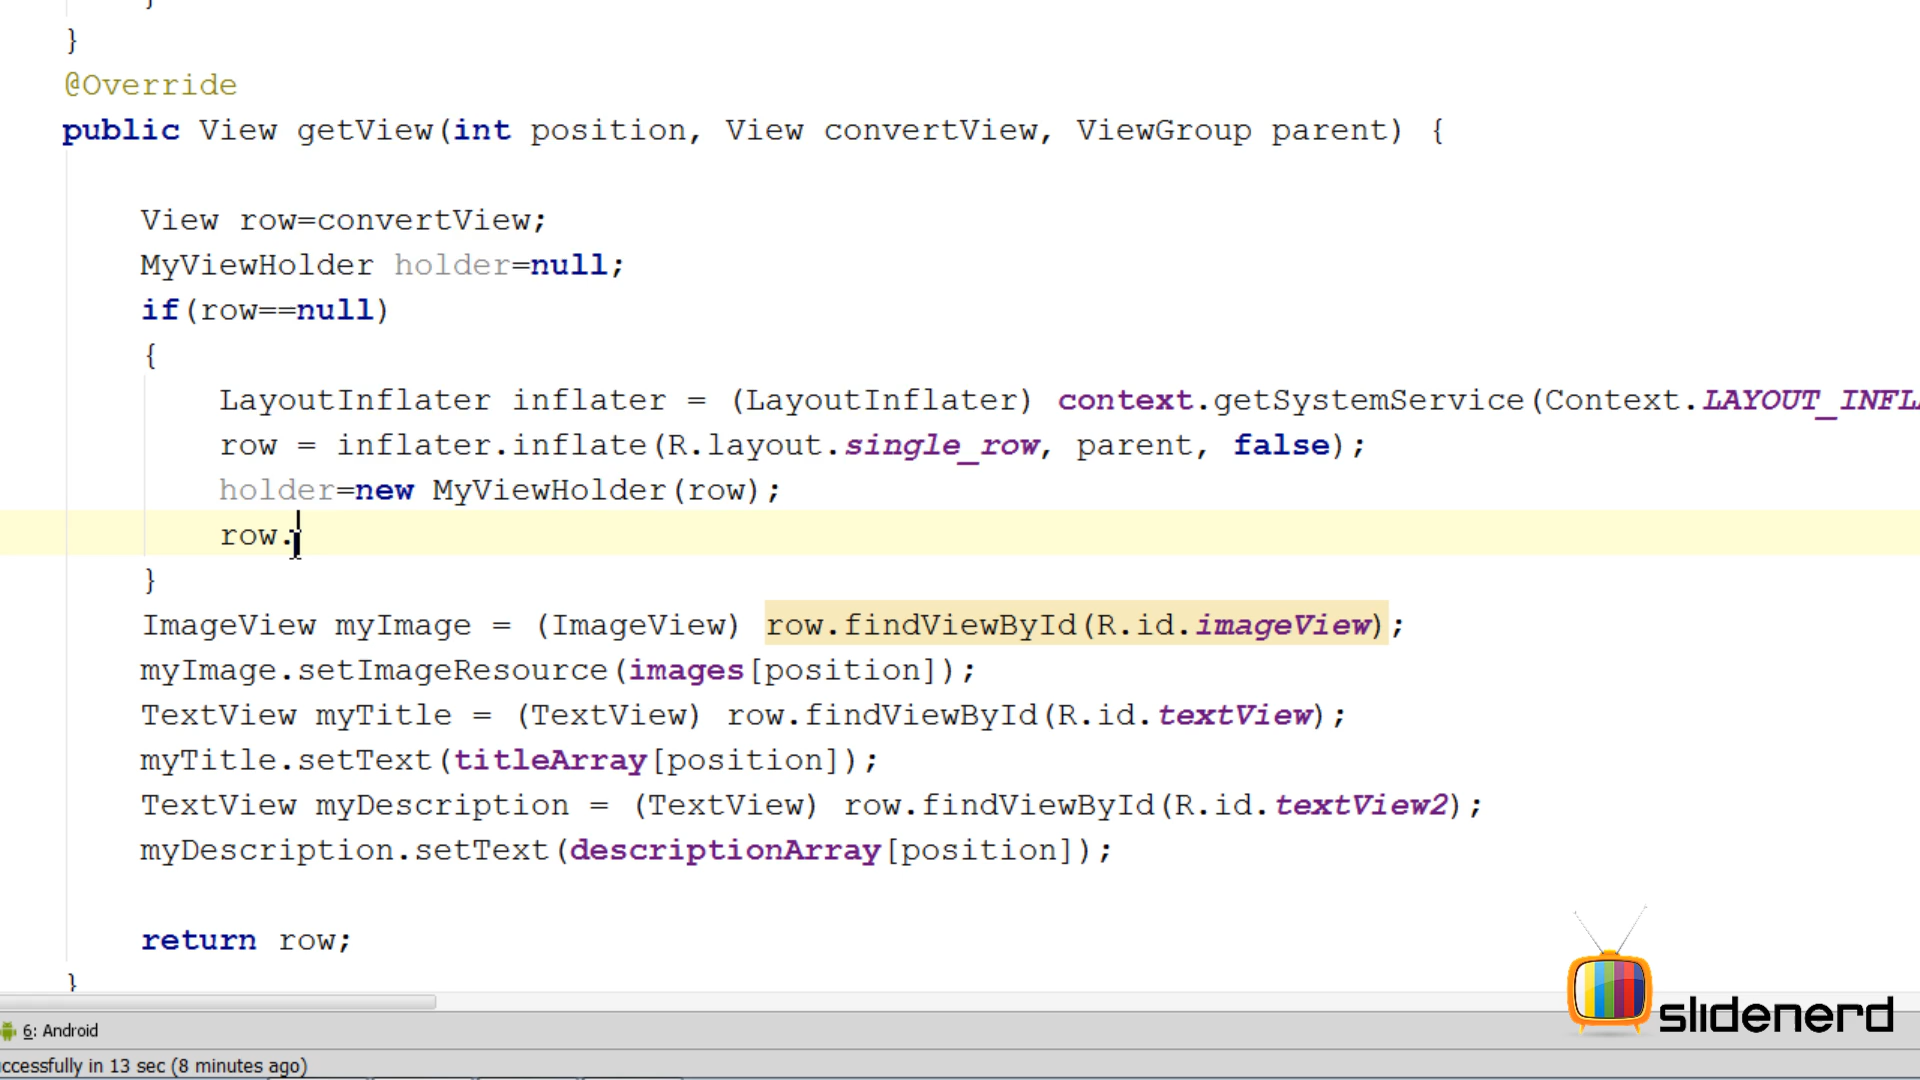 }
}
@Override
public View getView(int position, View convertView, ViewGroup parent) {
View row=convertView;
MyViewHolder holder=null;
if(row==null)
{
LayoutInflater inflater = (LayoutInflater) context.getSystemService(Context.LAYOUT_INFL
row = inflater.inflate(R.layout.single_row, parent, false);
holder=new MyViewHolder(row);
row.
}
ImageView myImage = (ImageView) row.findViewById(R.id.imageView);
myImage.setImageResource(images[position]);
TextView myTitle = (TextView) row.findViewById(R.id.textView);
myTitle.setText(titleArray[position]);
TextView myDescription = (TextView) row.findViewById(R.id.textView2);
myDescription.setText(descriptionArray[position]);
return row;
}
slidenerd
6: Android
ccessfully in 13 sec (8 minutes ago)